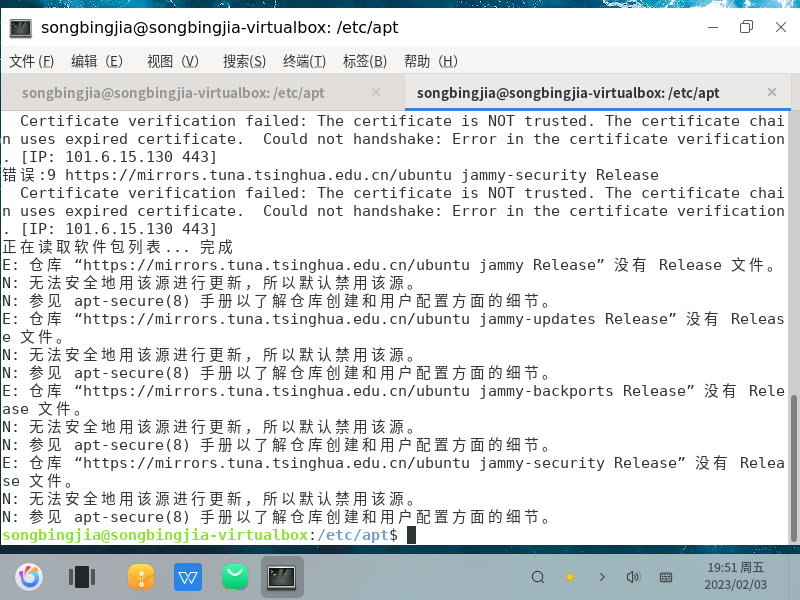 songbingjia@songbingjia-virtualbox: /etc/apt
文件(F) 编辑(E) 视图(V) 搜索(S) 终端(T) 标签(B) 帮助(H)
songbingjia@songbingjia-virtualbox: /etc/apt × songbingjia@songbingjia-virtualbox: /etc/apt ×
Certificate verification failed: The certificate is NOT trusted. The certificate chai
n uses expired certificate.  Could not handshake: Error in the certificate verification
. [IP: 101.6.15.130 443]
错误:9 https://mirrors.tuna.tsinghua.edu.cn/ubuntu jammy-security Release
Certificate verification failed: The certificate is NOT trusted. The certificate chai
n uses expired certificate.  Could not handshake: Error in the certificate verification
. [IP: 101.6.15.130 443]
正在读取软件包列表... 完成
E: 仓库 “https://mirrors.tuna.tsinghua.edu.cn/ubuntu jammy Release” 没有 Release 文件。
N: 无法安全地用该源进行更新，所以默认禁用该源。
N: 参见 apt-secure(8) 手册以了解仓库创建和用户配置方面的细节。
E: 仓库 “https://mirrors.tuna.tsinghua.edu.cn/ubuntu jammy-updates Release” 没有 Releas
e 文件。
N: 无法安全地用该源进行更新，所以默认禁用该源。
N: 参见 apt-secure(8) 手册以了解仓库创建和用户配置方面的细节。
E: 仓库 “https://mirrors.tuna.tsinghua.edu.cn/ubuntu jammy-backports Release” 没有 Rele
ase 文件。
N: 无法安全地用该源进行更新，所以默认禁用该源。
N: 参见 apt-secure(8) 手册以了解仓库创建和用户配置方面的细节。
E: 仓库 “https://mirrors.tuna.tsinghua.edu.cn/ubuntu jammy-security Release” 没有 Relea
se 文件。
N: 无法安全地用该源进行更新，所以默认禁用该源。
N: 参见 apt-secure(8) 手册以了解仓库创建和用户配置方面的细节。
songbingjia@songbingjia-virtualbox:/etc/apt$
19:51 周五
2023/02/03